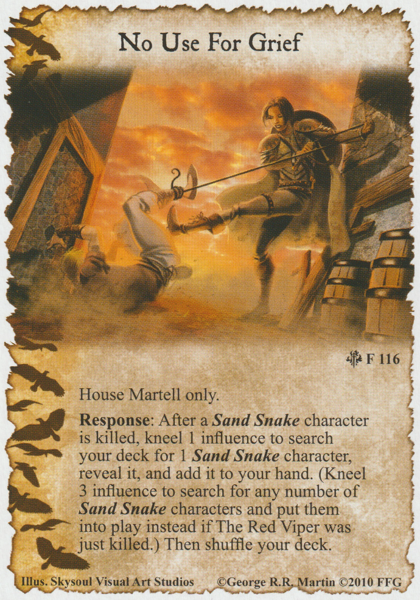 No Use For Grief
F 116
House Martell only.
Response: After a Sand Snake character
is killed, kneel 1 influence to search
your deck for 1 Sand Snake character,
reveal it, and add it to your hand. (Kneel
3 influence to search for any number of
Sand Snake characters and put them
into play instead if The Red Viper was
just killed.) Then shuffle your deck.
Illus. Skysoul Visual Art Studios ©George R.R. Martin ©2010 FFG